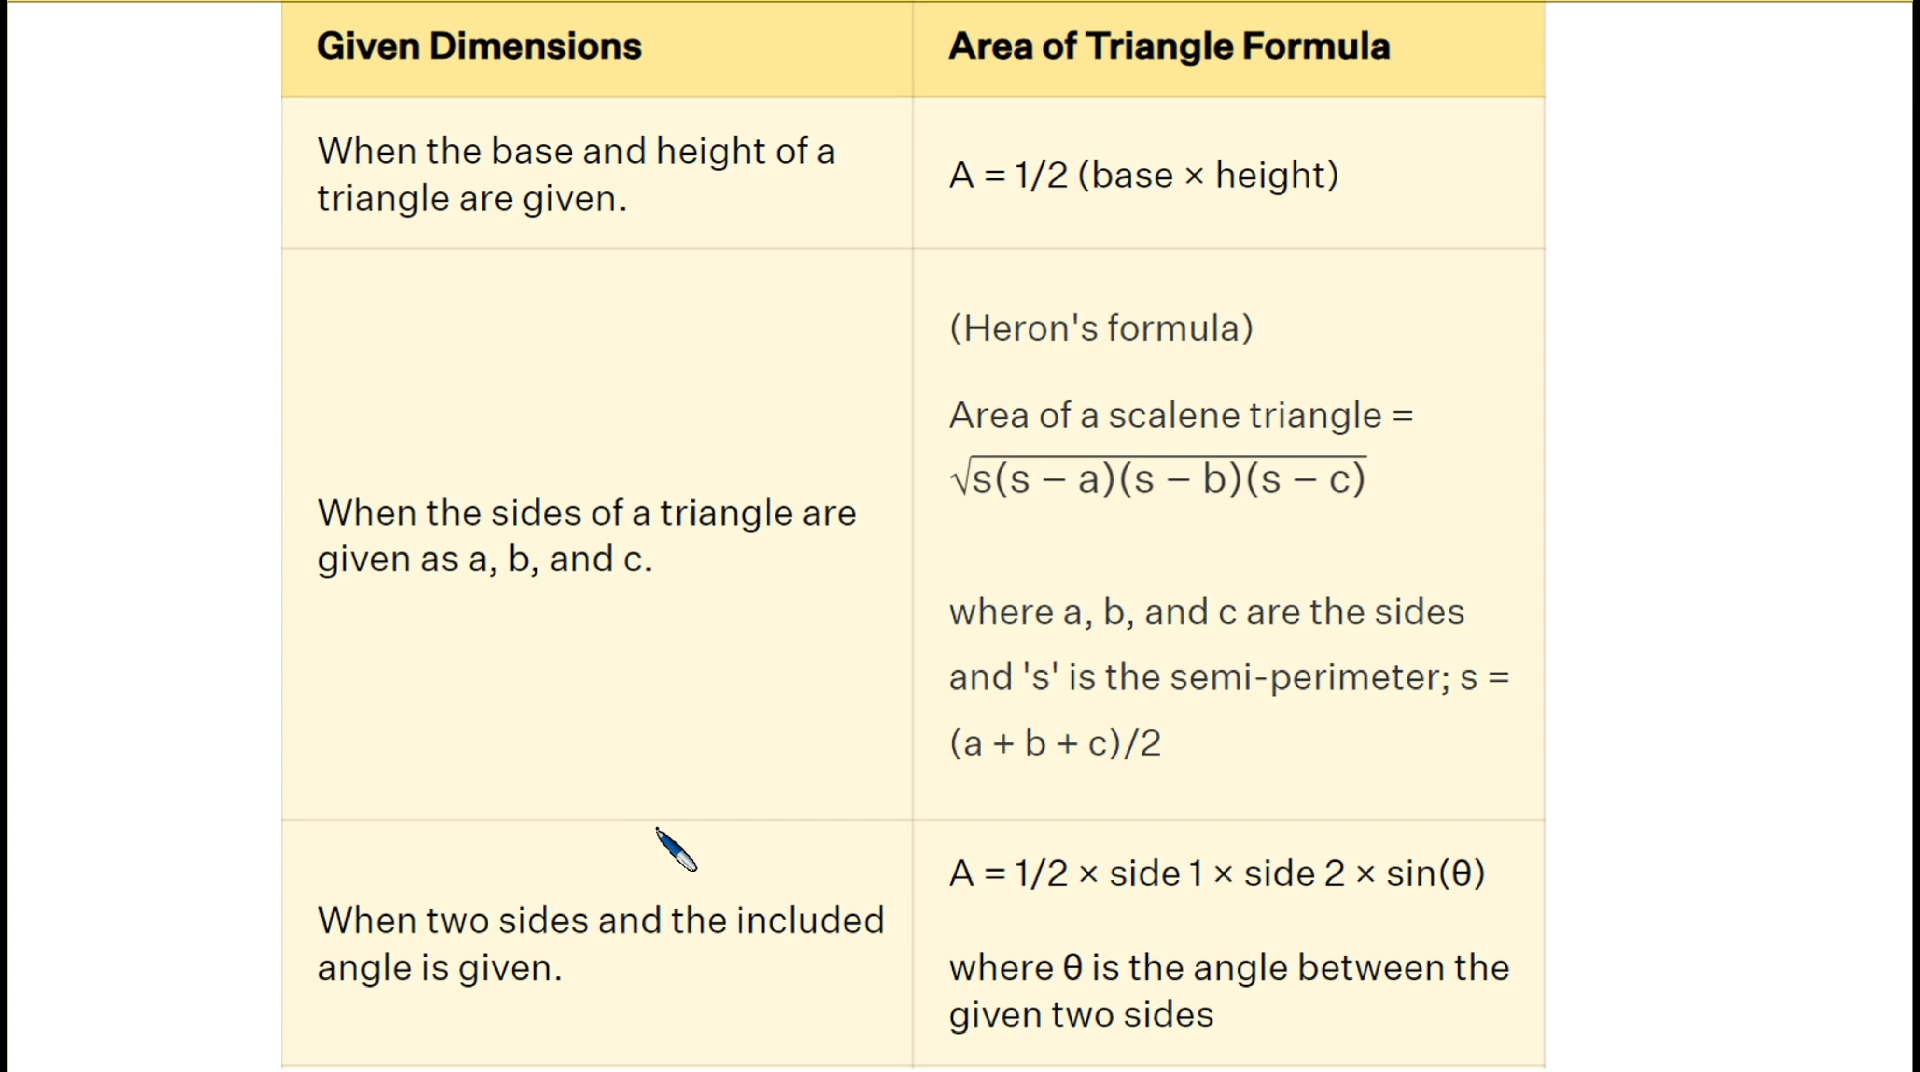 Given Dimensions
Area of Triangle Formula
When the base and height of a
triangle are given.
A = 1/2 (base × height)
When the sides of a triangle are
given as a, b, and c.
(Heron's formula)
Area of a scalene triangle =
√s(s − a)(s − b)(s − c)
where a, b, and c are the sides
and 's' is the semi-perimeter; s =
(a + b + c)/2
When two sides and the included
angle is given.
A = 1/2 × side 1 × side 2 × sin(θ)
where θ is the angle between the
given two sides